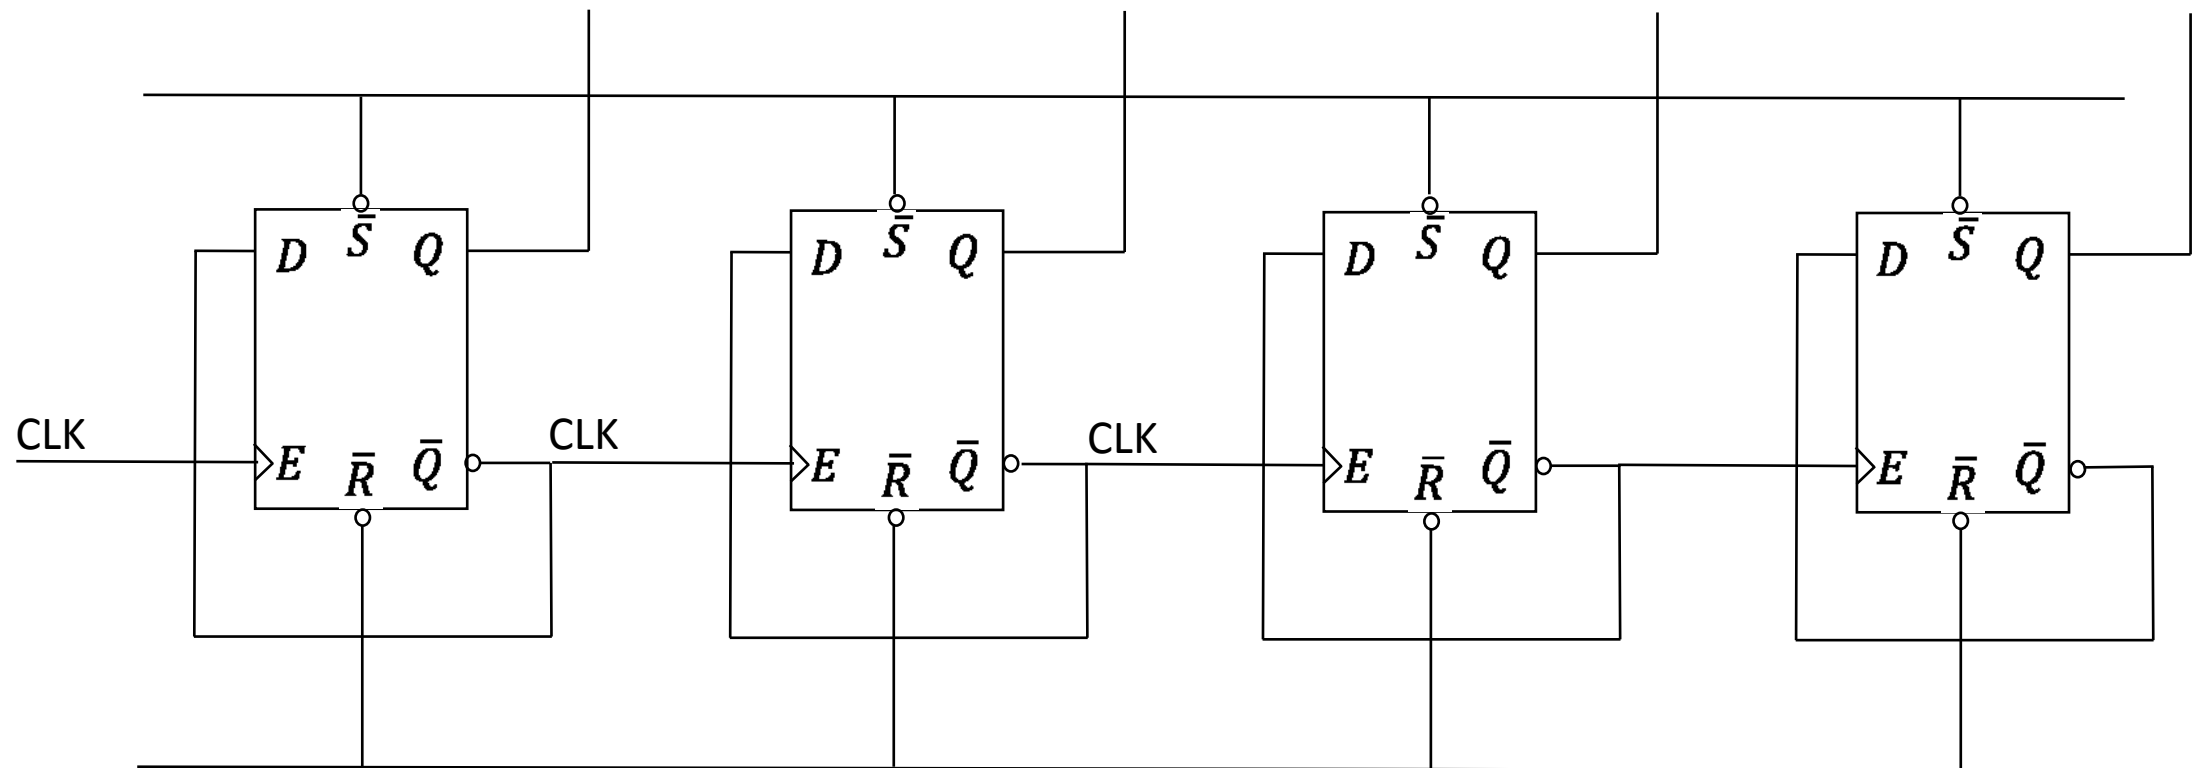 D S̅ Q D S̅ Q D S̅ Q D S̅ Q
CLK E R̅ Q̅ CLK E R̅ Q̅ CLK E R̅ Q̅ E R̅ Q̅